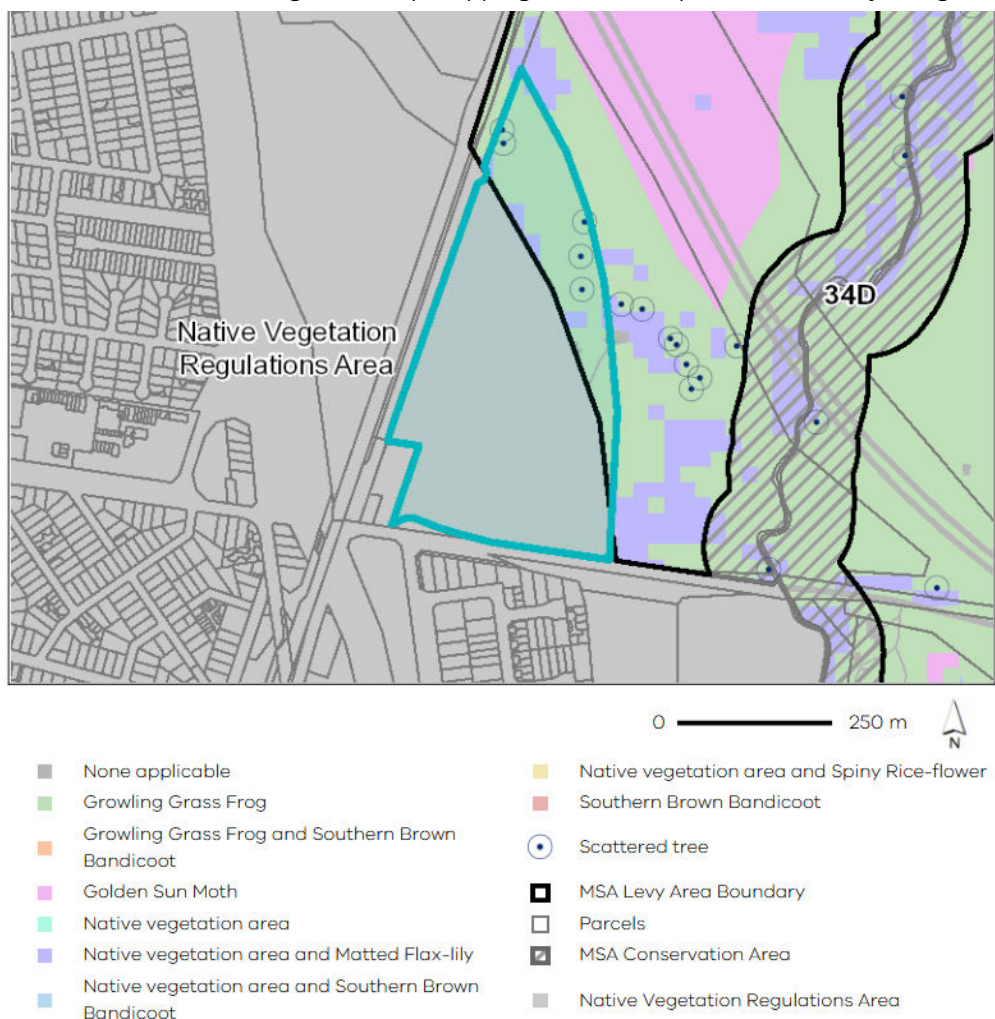 34D
Native Vegetation
Regulations Area
0 250 m
N
None applicable
Growling Grass Frog
Growling Grass Frog and Southern Brown
Bandicoot
Golden Sun Moth
Native vegetation area
Native vegetation area and Matted Flax-lily
Native vegetation area and Southern Brown
Bandicoot
Native vegetation area and Spiny Rice-flower
Southern Brown Bandicoot
Scattered tree
MSA Levy Area Boundary
Parcels
MSA Conservation Area
Native Vegetation Regulations Area